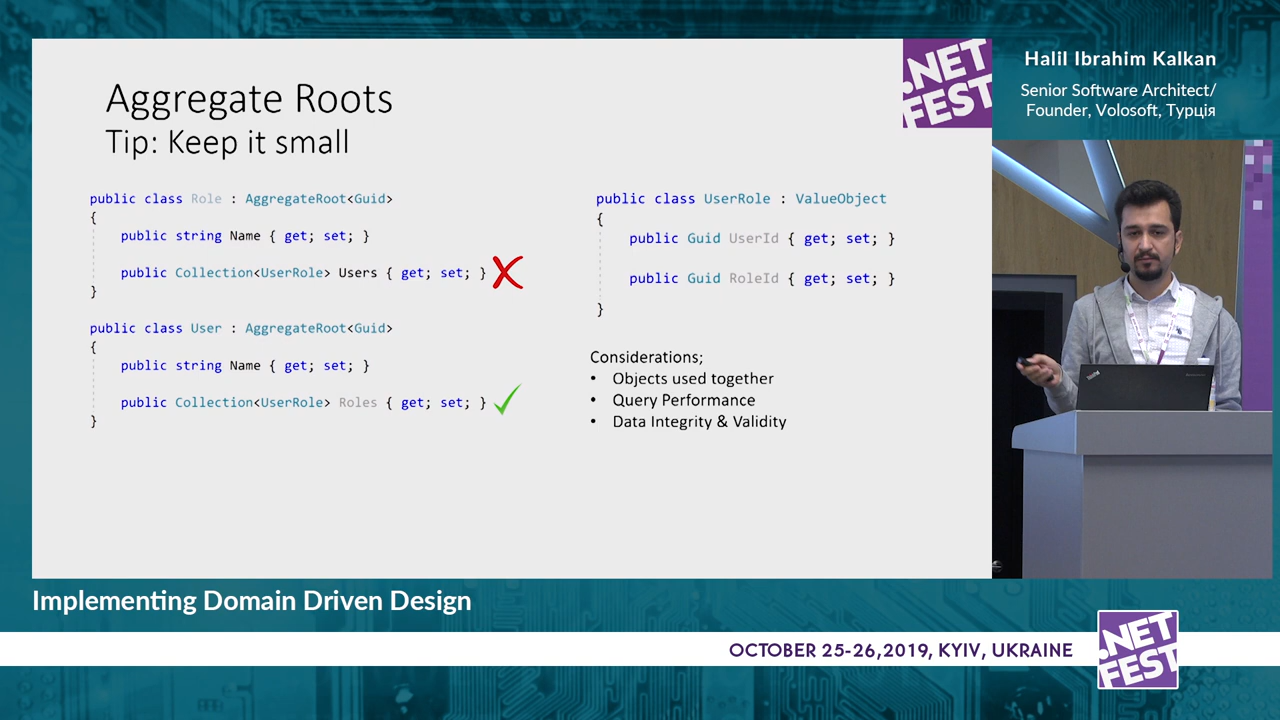 Aggregate Roots
Tip: Keep it small
public class Role : AggregateRoot<Guid>
{
public string Name { get; set; }
public Collection<UserRole> Users { get; set; }
}
public class User : AggregateRoot<Guid>
{
public string Name { get; set; }
public Collection<UserRole> Roles { get; set; }
}
public class UserRole : ValueObject
{
public Guid UserId { get; set; }
public Guid RoleId { get; set; }
}
Considerations;
• Objects used together
• Query Performance
• Data Integrity & Validity
.NET
FEST
Halil Ibrahim Kalkan
Senior Software Architect/
Founder, Volosoft, Турція
Implementing Domain Driven Design
OCTOBER 25-26,2019, KYIV, UKRAINE
.NET
FEST